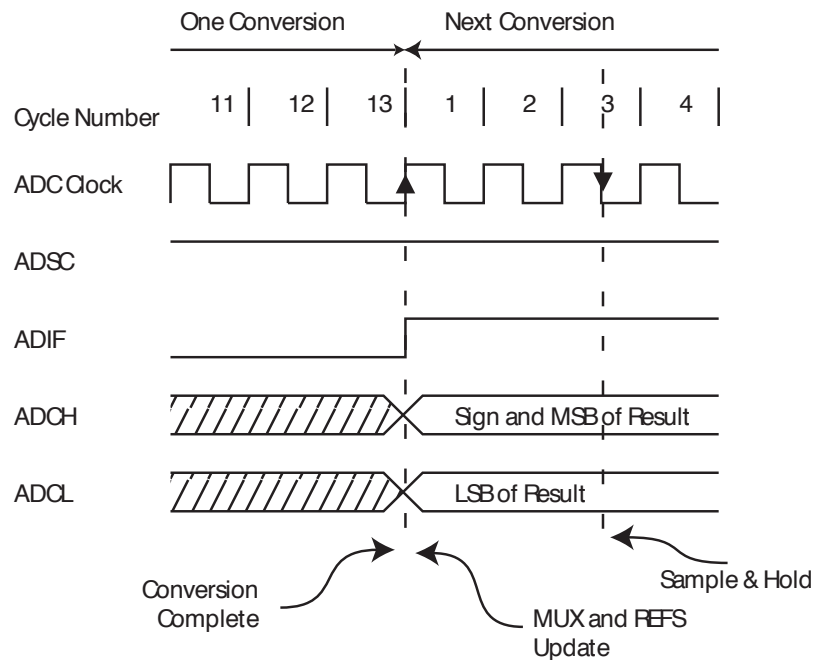 One Conversion Next Conversion
Cycle Number 11 12 13 1 2 3 4
ADC Clock
ADSC
ADIF
ADCH Sign and MSB of Result
ADCL LSB of Result
Conversion
Complete
MUX and REFS
Update
Sample & Hold